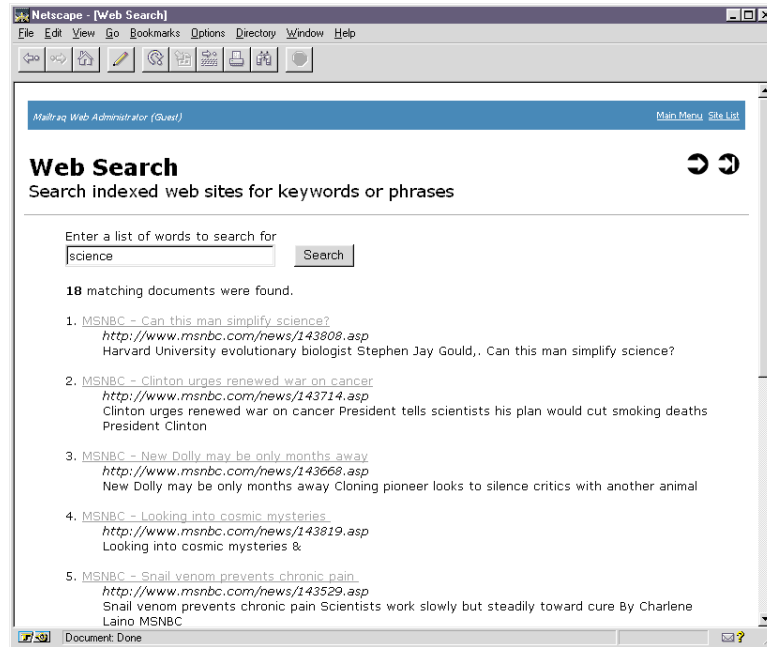 Netscape - [Web Search]
File Edit View Go Bookmarks Options Directory Window Help
Mailtraq Web Administrator (Guest) Main Menu Site List
Web Search
Search indexed web sites for keywords or phrases
Enter a list of words to search for
science Search
18 matching documents were found.
1. MSNBC - Can this man simplify science?
http://www.msnbc.com/news/143808.asp
Harvard University evolutionary biologist Stephen Jay Gould,. Can this man simplify science?
2. MSNBC - Clinton urges renewed war on cancer
http://www.msnbc.com/news/143714.asp
Clinton urges renewed war on cancer President tells scientists his plan would cut smoking deaths
President Clinton
3. MSNBC - New Dolly may be only months away
http://www.msnbc.com/news/143668.asp
New Dolly may be only months away Cloning pioneer looks to silence critics with another animal
4. MSNBC - Looking into cosmic mysteries
http://www.msnbc.com/news/143819.asp
Looking into cosmic mysteries &
5. MSNBC - Snail venom prevents chronic pain
http://www.msnbc.com/news/143529.asp
Snail venom prevents chronic pain Scientists work slowly but steadily toward cure By Charlene
Laino MSNBC
Document: Done